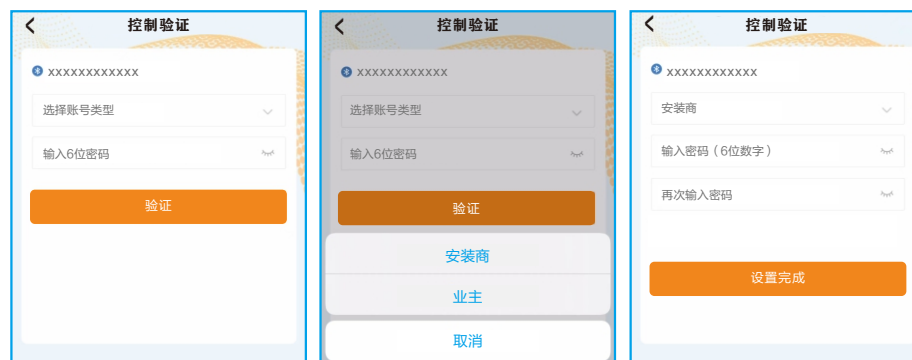 控制验证
xxxxxxxxxxxx
选择账号类型
输入6位密码
验证
控制验证
xxxxxxxxxxxx
选择账号类型
输入6位密码
验证
安装商
业主
取消
控制验证
xxxxxxxxxxxx
安装商
输入密码（6位数字）
再次输入密码
设置完成